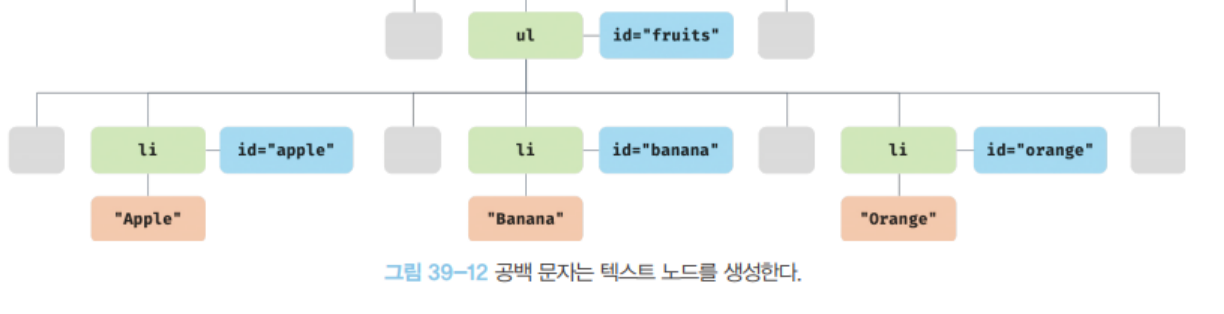 ul id="fruits"
li id="apple" li id="banana" li id="orange"
"Apple" "Banana" "Orange"
그림 39-12 공백 문자는 텍스트 노드를 생성한다.